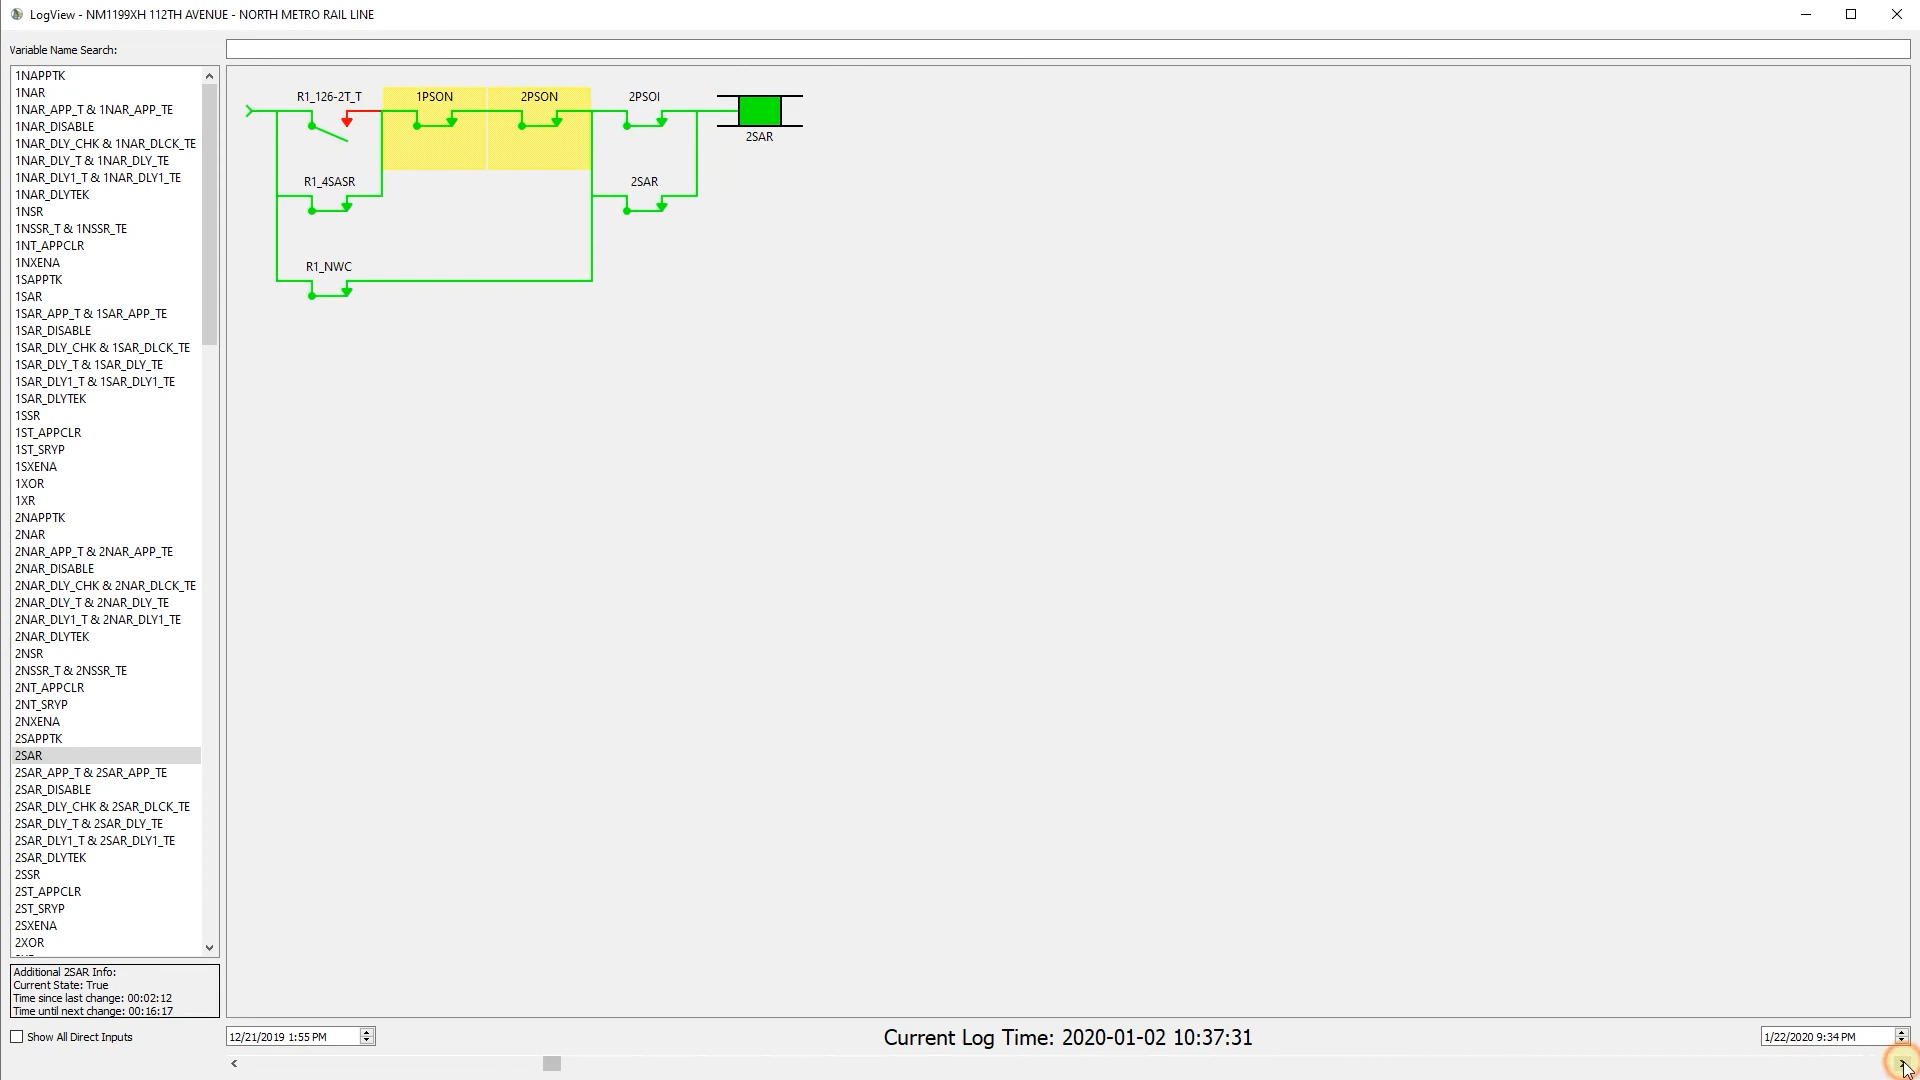 LogView - NM1199XH 112TH AVENUE - NORTH METRO RAIL LINE
Variable Name Search:
1NAPPTK
1NAR
1NAR_APP_T & 1NAR_APP_TE
1NAR_DISABLE
1NAR_DLY_CHK & 1NAR_DLCK_TE
1NAR_DLY_T & 1NAR_DLY_TE
1NAR_DLY1_T & 1NAR_DLY1_TE
1NAR_DLYTEK
1NSR
1NSSR_T & 1NSSR_TE
1NT_APPCLR
1NXENA
1SAPPTK
1SAR
1SAR_APP_T & 1SAR_APP_TE
1SAR_DISABLE
1SAR_DLY_CHK & 1SAR_DLCK_TE
1SAR_DLY_T & 1SAR_DLY_TE
1SAR_DLY1_T & 1SAR_DLY1_TE
1SAR_DLYTEK
1SSR
1ST_APPCLR
1ST_SRYP
1SXENA
1XOR
1XR
2NAPPTK
2NAR
2NAR_APP_T & 2NAR_APP_TE
2NAR_DISABLE
2NAR_DLY_CHK & 2NAR_DLCK_TE
2NAR_DLY_T & 2NAR_DLY_TE
2NAR_DLY1_T & 2NAR_DLY1_TE
2NAR_DLYTEK
2NSR
2NSSR_T & 2NSSR_TE
2NT_APPCLR
2NT_SRYP
2NXENA
2SAPPTK
2SAR
2SAR_APP_T & 2SAR_APP_TE
2SAR_DISABLE
2SAR_DLY_CHK & 2SAR_DLCK_TE
2SAR_DLY_T & 2SAR_DLY_TE
2SAR_DLY1_T & 2SAR_DLY1_TE
2SAR_DLYTEK
2SSR
2ST_APPCLR
2ST_SRYP
2SXENA
2XOR
Additional 2SAR Info:
Current State: True
Time since last change: 00:02:12
Time until next change: 00:16:17
Show All Direct Inputs
R1_126-2T_T 1PSON 2PSON 2PSOI
2SAR
R1_4SASR 2SAR
R1_NWC
12/21/2019 1:55 PM
Current Log Time: 2020-01-02 10:37:31
1/22/2020 9:34 PM